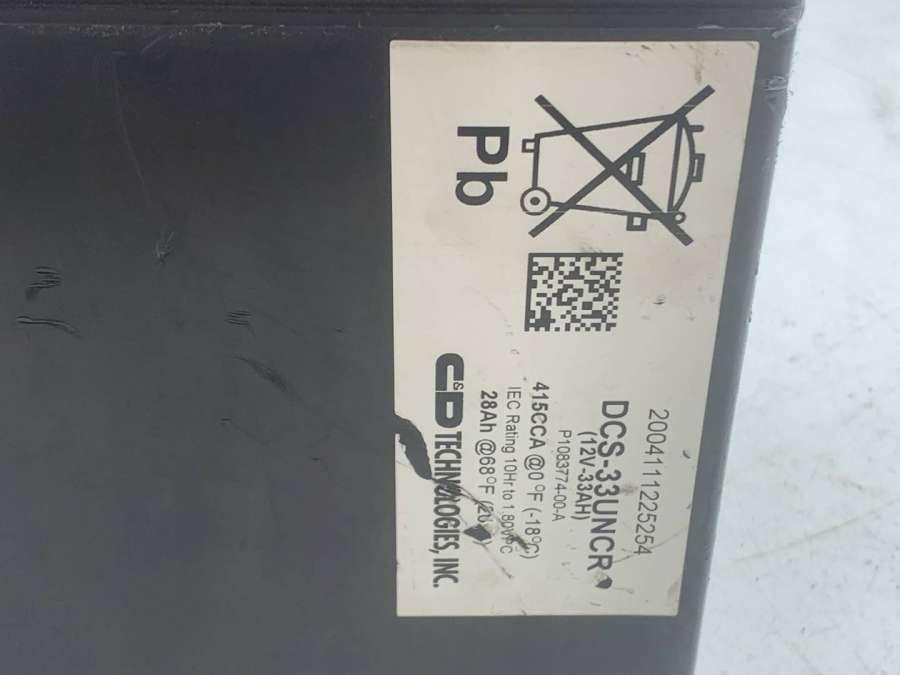 Pb
200411225254
DCS-33UNCR
(12V-33AH)
P1083774-00-A
415CCA @0°F (-18°C)
IEC Rating 10Hr to 1.80VPC
28Ah @68°F
C&D TECHNOLOGIES, INC.